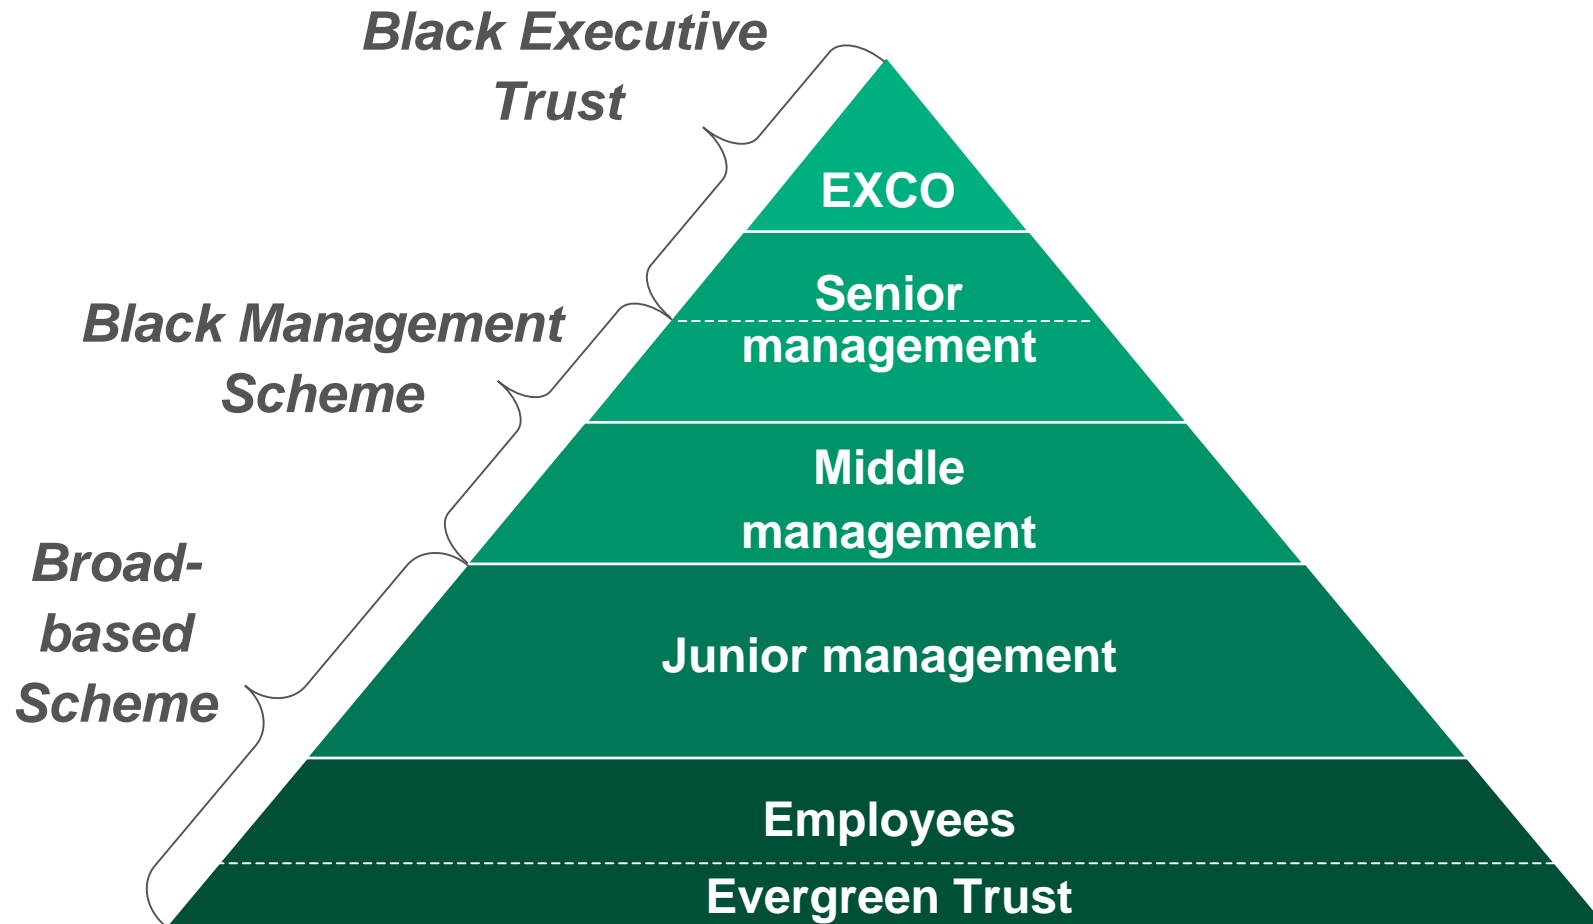 Black Executive
Trust
EXCO
Senior
management
Black Management
Scheme
Middle
management
Broad-
based
Scheme
Junior management
Employees
Evergreen Trust